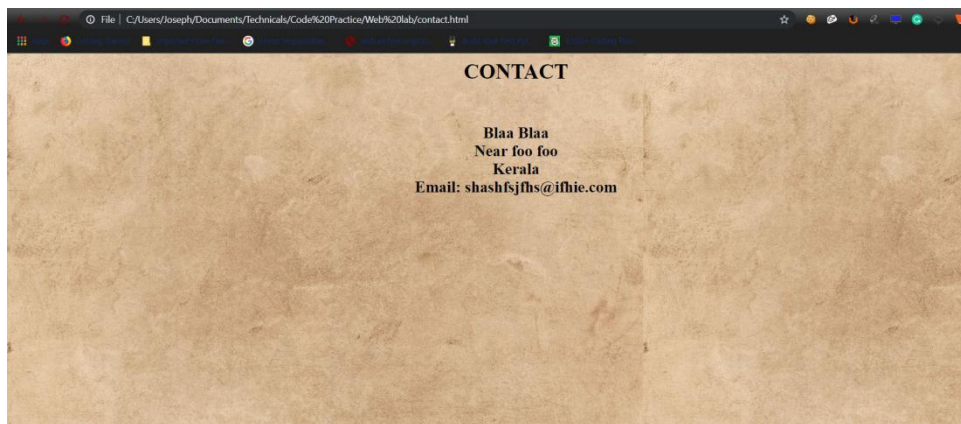 File | C:/Users/Joseph/Documents/Technicals/Code%20Practice/Web%20lab/contact.html
CONTACT
Blaa Blaa
Near foo foo
Kerala
Email: shashfsjfhs@ifhie.com